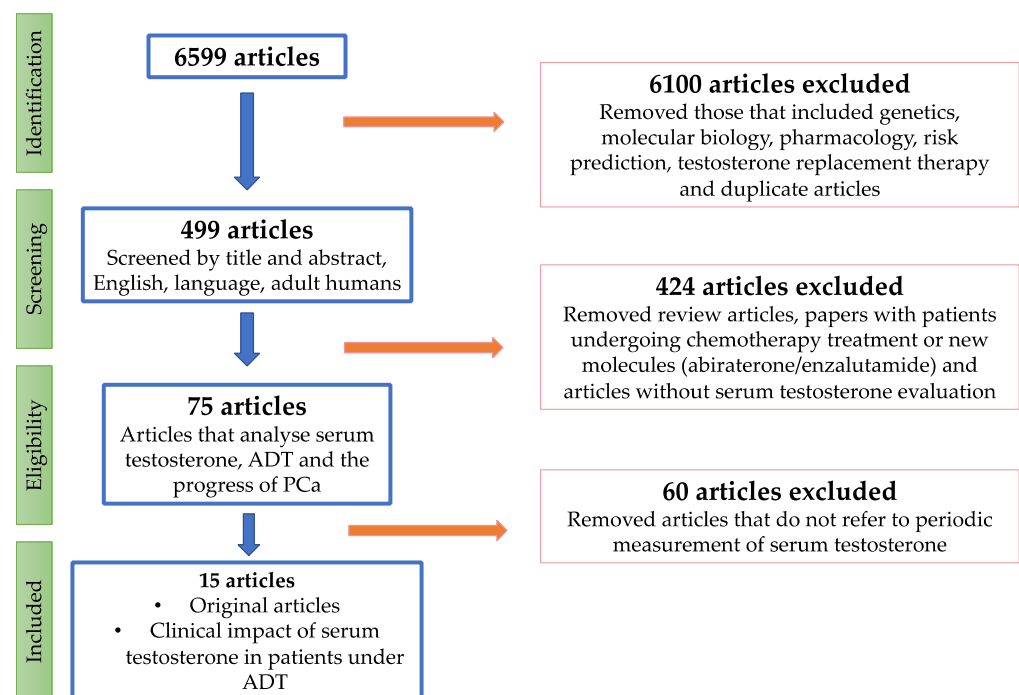 Identification
6599 articles
6100 articles excluded
Removed those that included genetics,
molecular biology, pharmacology, risk
prediction, testosterone replacement therapy
and duplicate articles
Screening
499 articles
Screened by title and abstract,
English, language, adult humans
424 articles excluded
Removed review articles, papers with patients
undergoing chemotherapy treatment or new
molecules (abiraterone/enzalutamide) and
articles without serum testosterone evaluation
Eligibility
75 articles
Articles that analyse serum
testosterone, ADT and the
progress of PCa
60 articles excluded
Removed articles that do not refer to periodic
measurement of serum testosterone
Included
15 articles
• Original articles
• Clinical impact of serum
testosterone in patients under
ADT